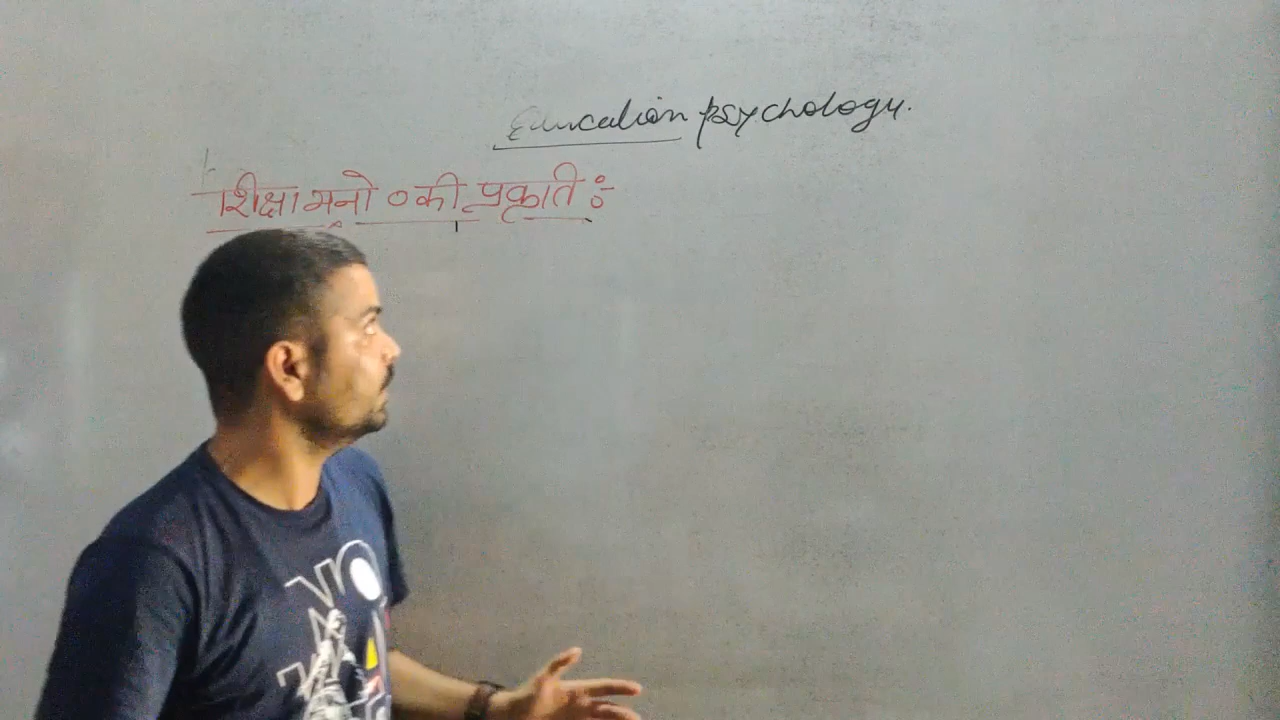 Education psychology.
शिक्षा मनो ० की प्रकृति :-